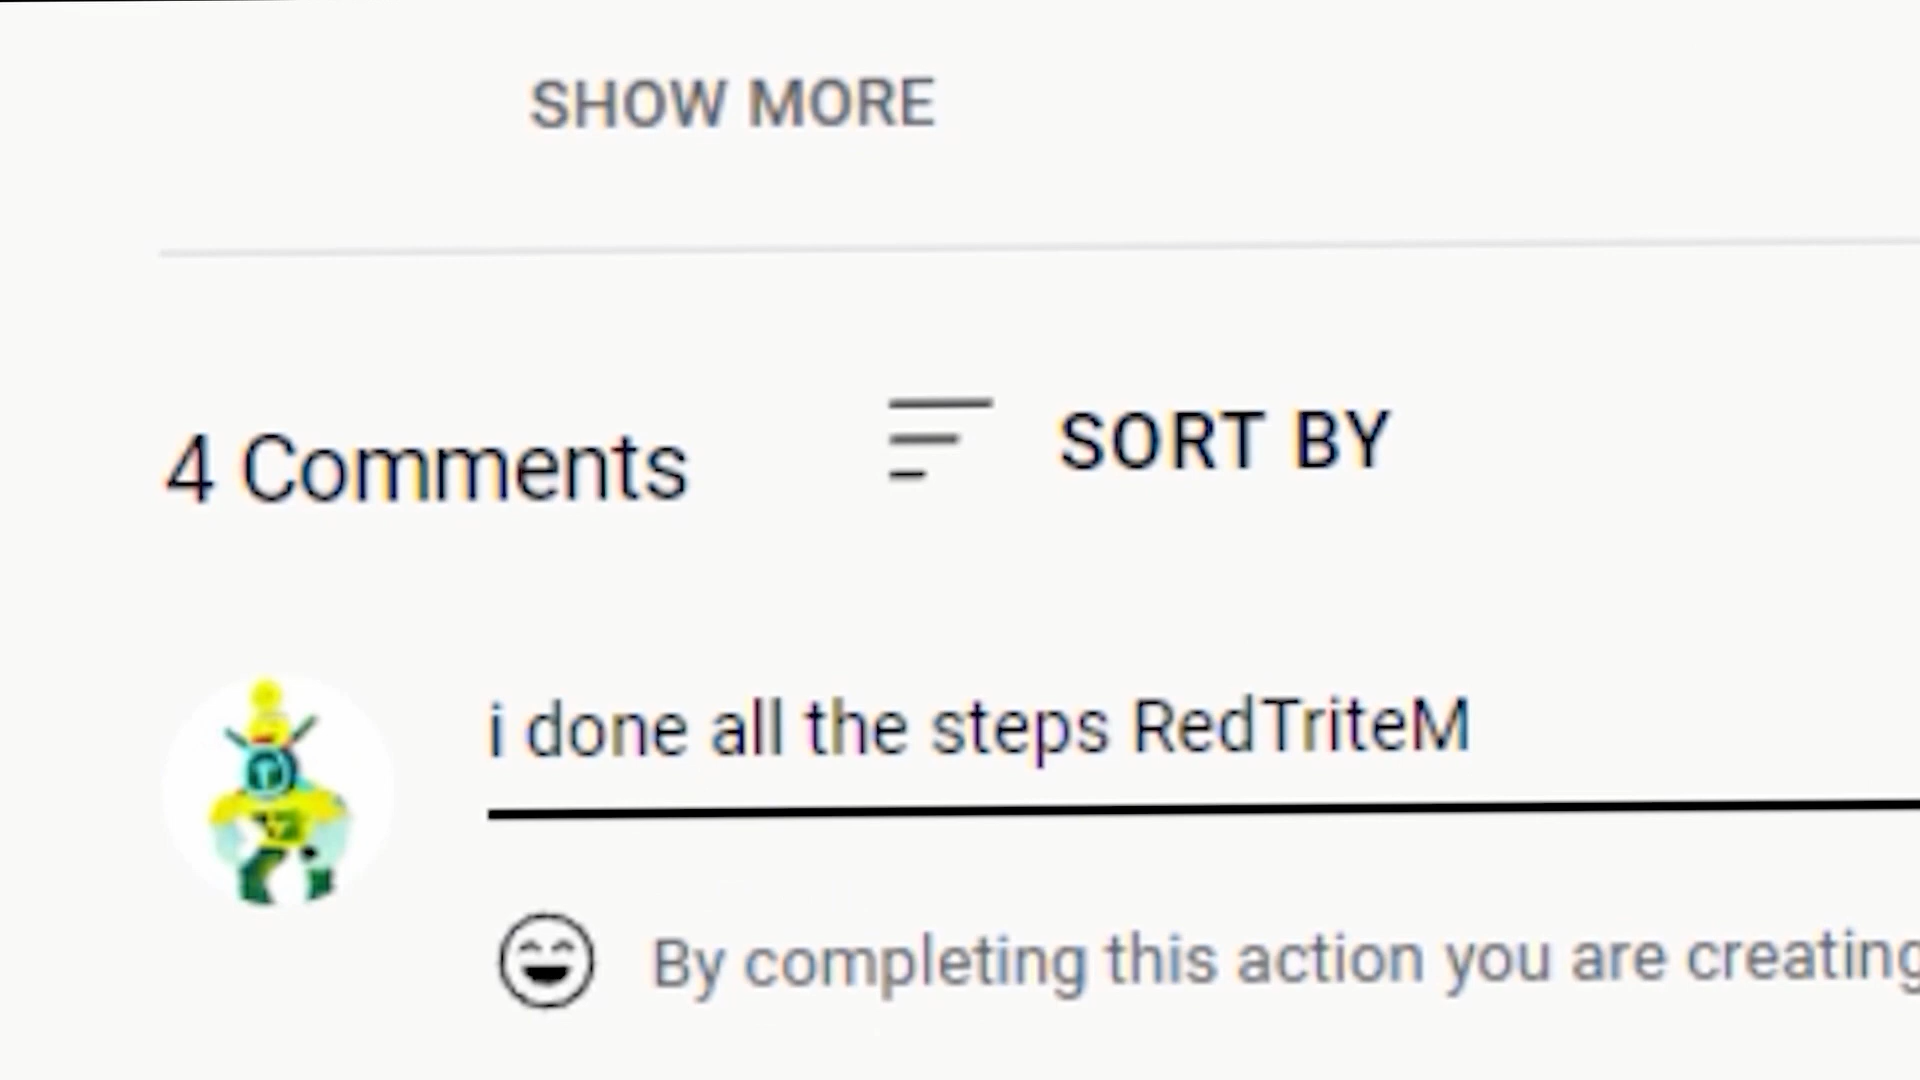 SHOW MORE
4 Comments
SORT BY
i done all the steps RedTriteM
By completing this action you are creating